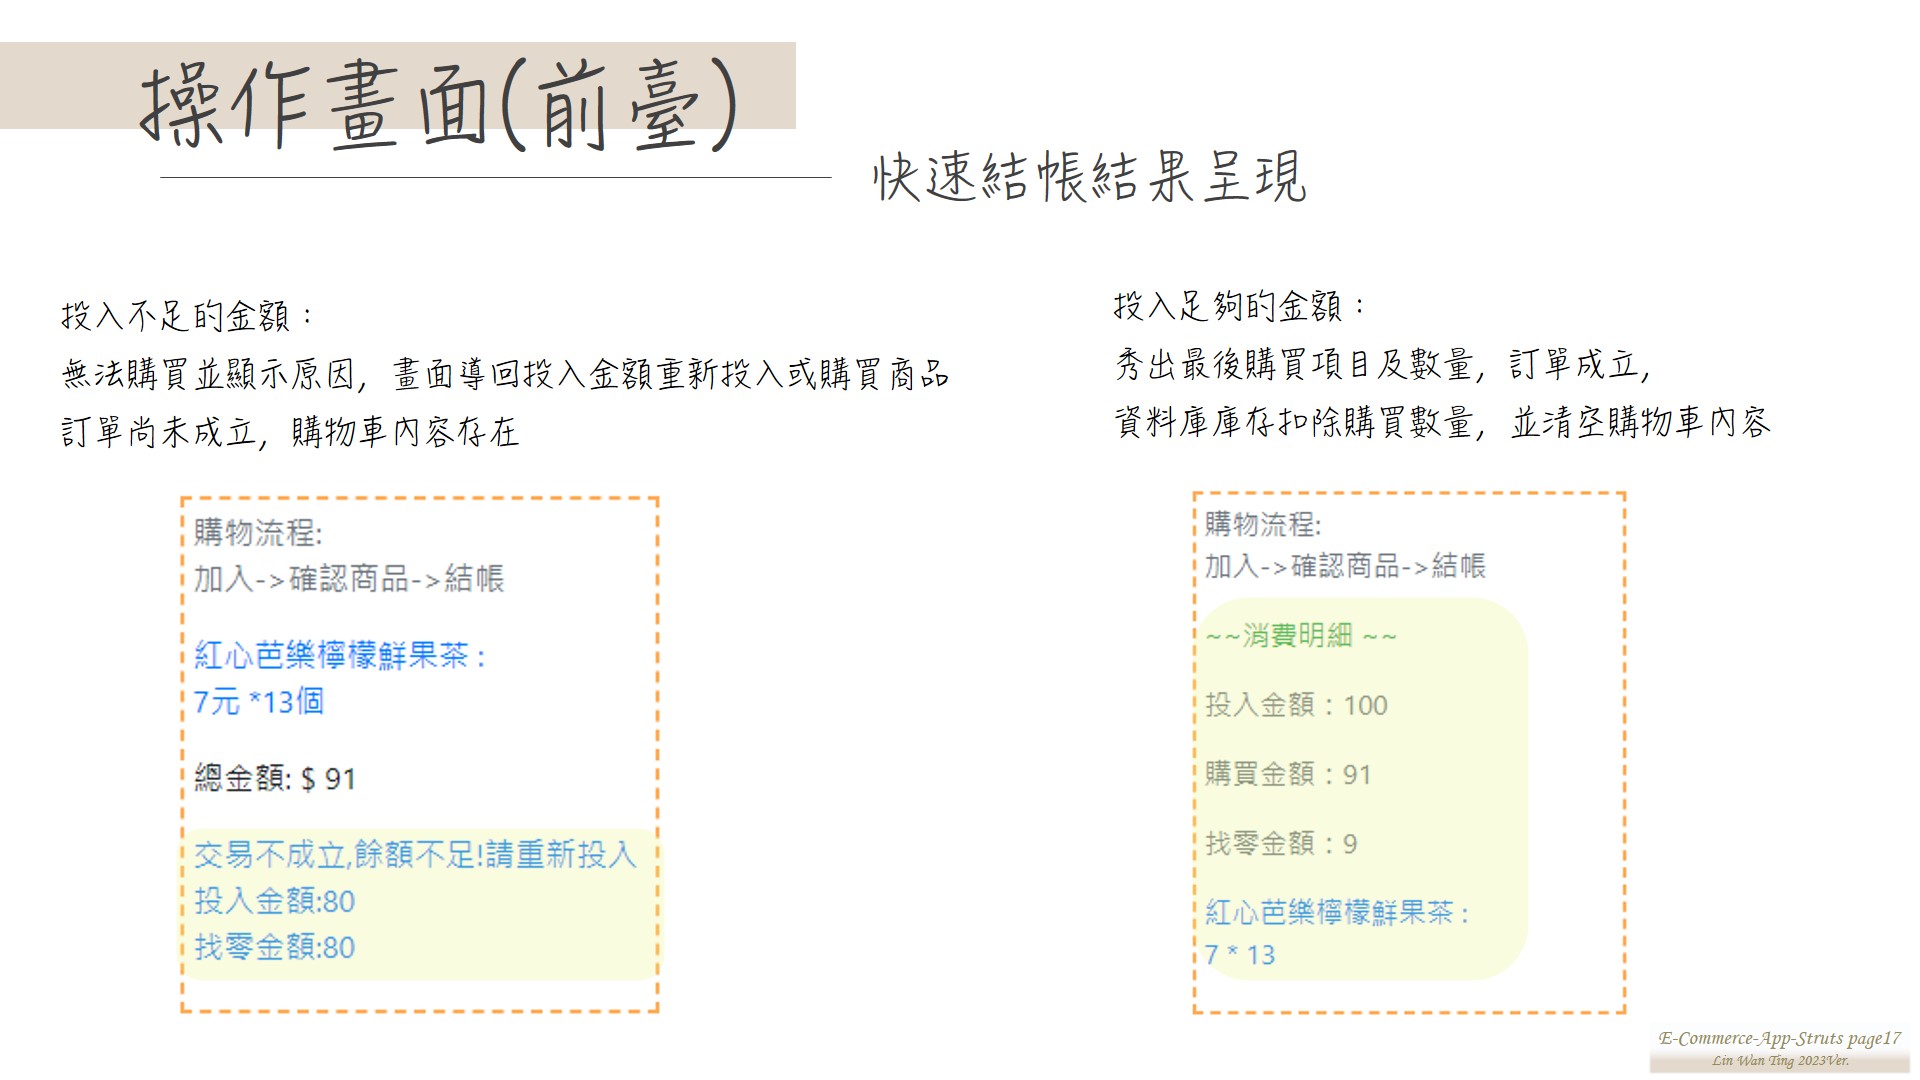 操作畫面(前臺)
快速結帳結果呈現
投入不足的金額：
無法購買並顯示原因，畫面導回投入金額重新投入或購買商品
訂單尚未成立，購物車內容存在
購物流程:
加入->確認商品->結帳
紅心芭樂檸檬鮮果茶 :
7元 *13個
總金額: $ 91
交易不成立,餘額不足!請重新投入
投入金額:80
找零金額:80
投入足夠的金額：
秀出最後購買項目及數量，訂單成立，
資料庫庫存扣除購買數量，並清空購物車內容
購物流程:
加入->確認商品->結帳
~~消費明細 ~~
投入金額：100
購買金額：91
找零金額：9
紅心芭樂檸檬鮮果茶 :
7 * 13
E-Commerce-App-Struts page17
Lin Wan Ting 2023Ver.